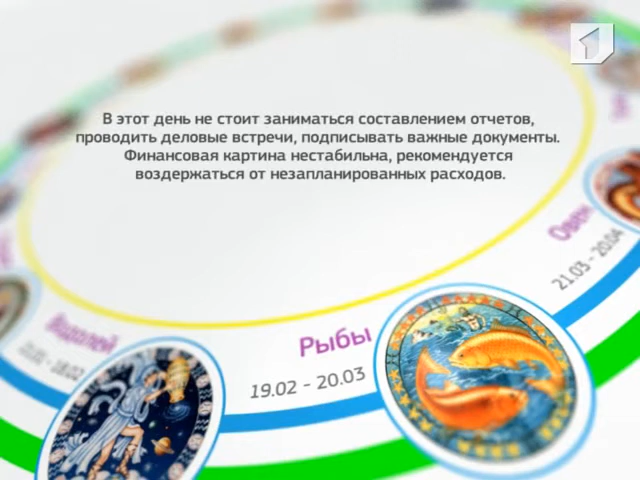 В этот день не стоит заниматься составлением отчетов,
проводить деловые встречи, подписывать важные документы.
Финансовая картина нестабильна, рекомендуется
воздержаться от незапланированных расходов.
Овен
21.03 - 20.04
Рыбы
19.02 - 20.03
Водолей